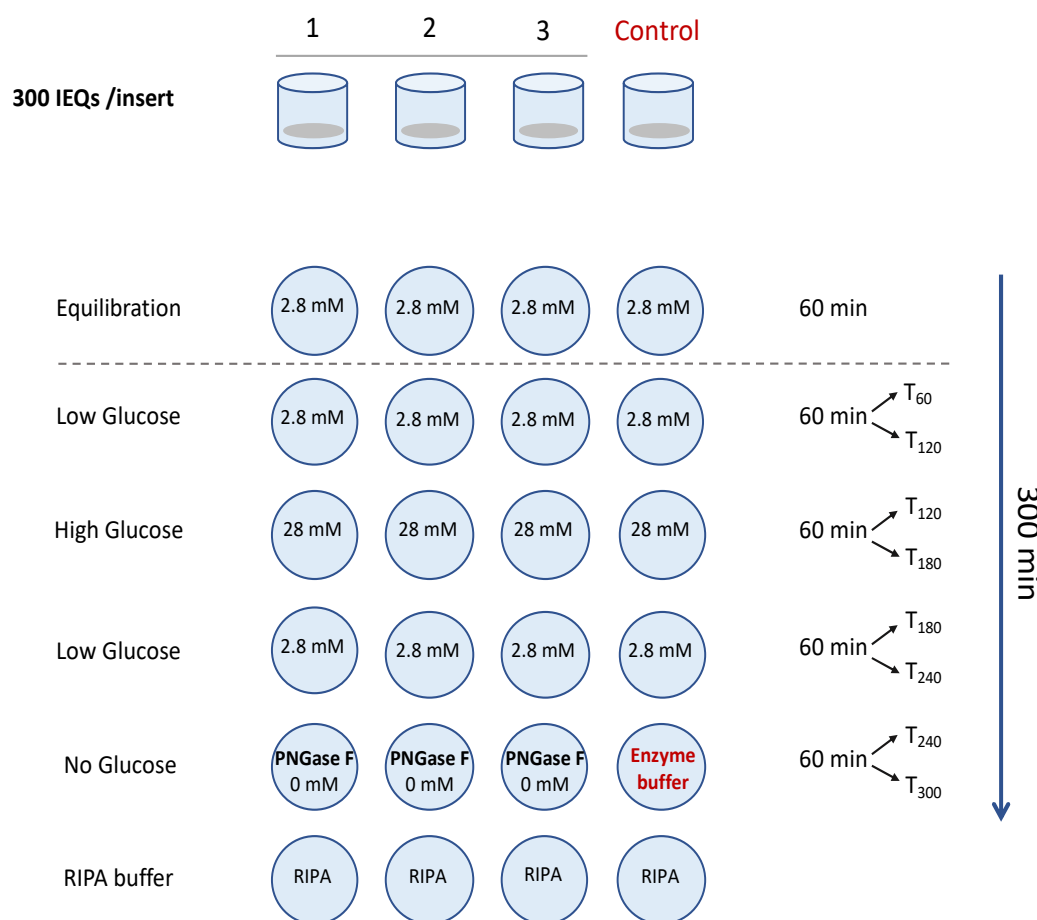 1 2 3 Control
300 IEQs /insert
Equilibration 2.8 mM 2.8 mM 2.8 mM 2.8 mM 60 min
Low Glucose 2.8 mM 2.8 mM 2.8 mM 2.8 mM 60 min T60 T120
High Glucose 28 mM 28 mM 28 mM 28 mM 60 min T120 T180
Low Glucose 2.8 mM 2.8 mM 2.8 mM 2.8 mM 60 min T180 T240
No Glucose PNGase F 0 mM PNGase F 0 mM PNGase F 0 mM Enzyme buffer 60 min T240 T300
RIPA buffer RIPA RIPA RIPA RIPA
300 min